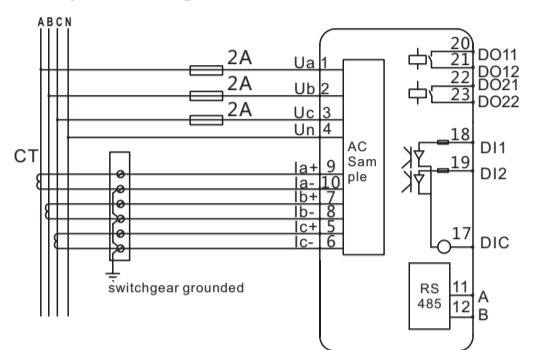 A B C N
2A
Ua 1
2A
Ub 2
2A
Uc 3
Un 4
CT
Ia+ 9
Ia- 10
Ib+ 7
Ib- 8
Ic+ 5
Ic- 6
switchgear grounded
AC
Sam
ple
20
DO11
21
DO12
22
DO21
23
DO22
18
DI1
19
DI2
17
DIC
RS
485
11
A
12
B